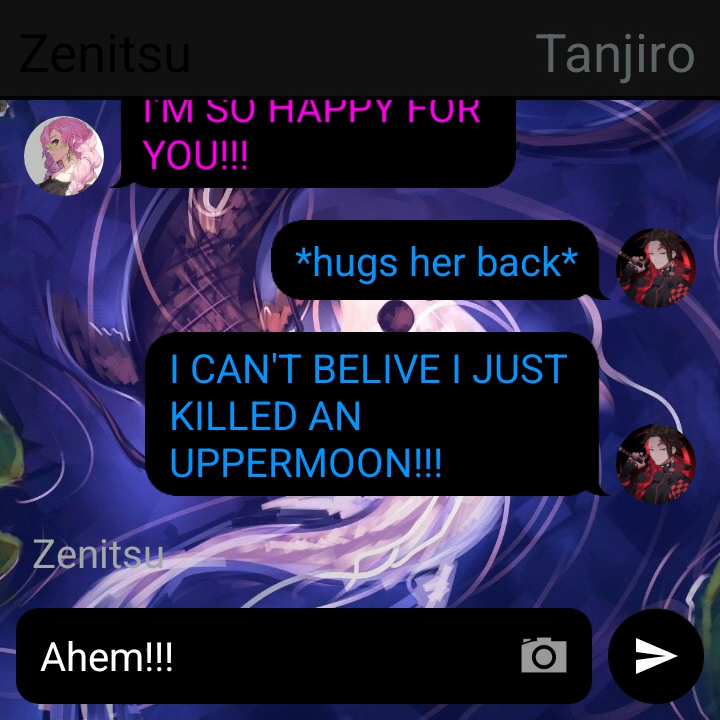 Zenitsu
Tanjiro
I'M SO HAPPY FOR
YOU!!!
*hugs her back*
I CAN'T BELIVE I JUST
KILLED AN
UPPERMOON!!!
Zenitsu
Ahem!!!